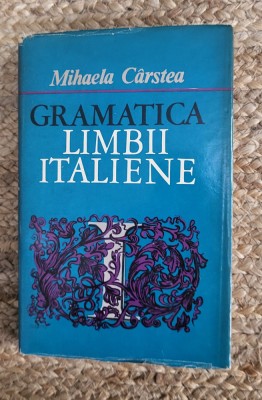 Mihaela Cârstea
GRAMATICA
LIMBII
ITALIENE
I